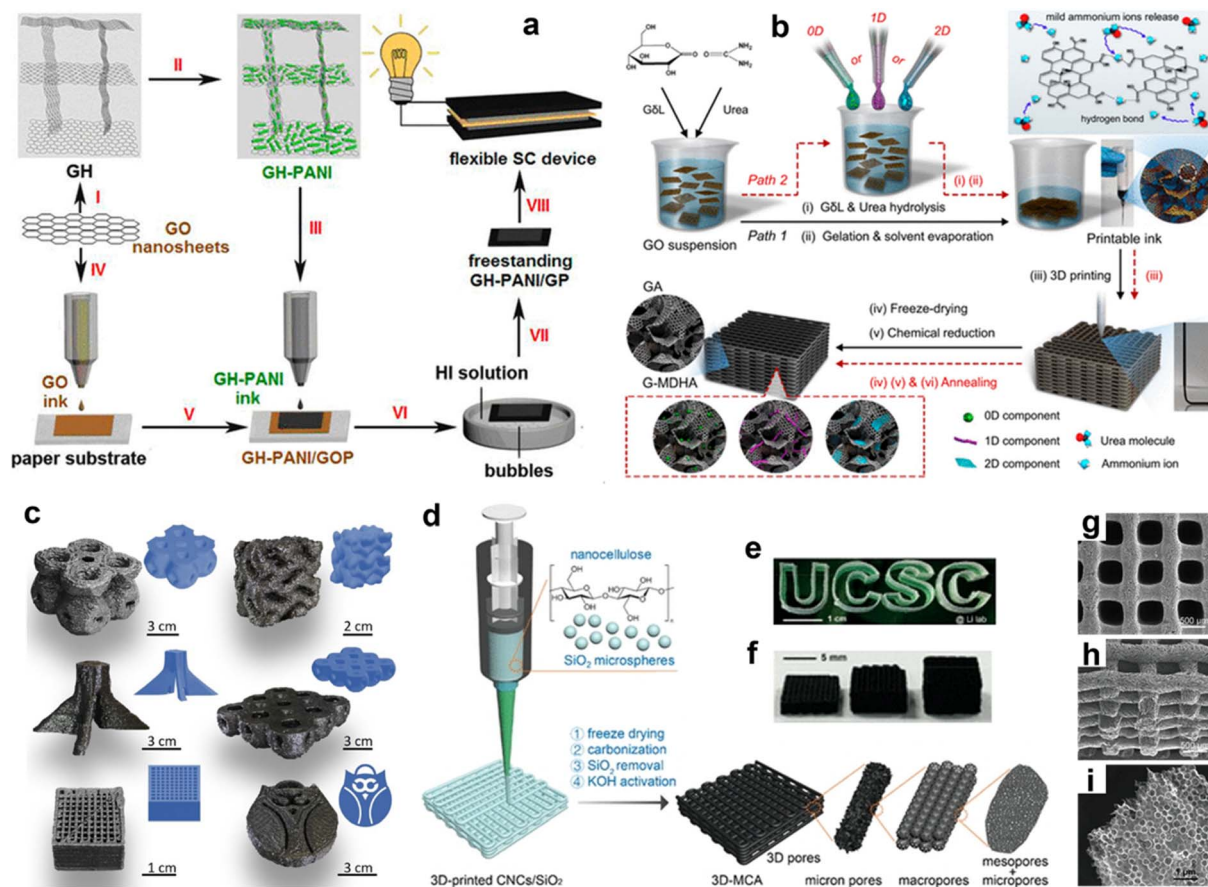 a
II
GH
GH-PANI
flexible SC device
I
GO
nanosheets
III
VIII
IV
freestanding
GH-PANI/GP
VII
GO
ink
GH-PANI
ink
HI solution
V
VI
paper substrate
GH-PANI/GOP
bubbles
b
0D
or
1D
or
2D
mild ammonium ions release
hydrogen bond
GδL
Urea
Path 2
(i) (ii)
(i) GδL & Urea hydrolysis
Path 1
(ii) Gelation & solvent evaporation
GO suspension
Printable ink
(iii) 3D printing
(iii)
GA
(iv) Freeze-drying
(v) Chemical reduction
G-MDHA
(iv) (v) & (vi) Annealing
0D component
1D component
2D component
Urea molecule
Ammonium ion
c
3 cm
2 cm
3 cm
3 cm
1 cm
3 cm
d
nanocellulose
SiO₂ microspheres
① freeze drying
② carbonization
③ SiO₂ removal
④ KOH activation
3D-printed CNCs/SiO₂
3D-MCA
3D pores
micron pores
macropores
mesopores
+
micropores
e
UCSC
1 cm
@ Li lab
f
5 mm
g
500 μm
h
500 μm
i
1 μm